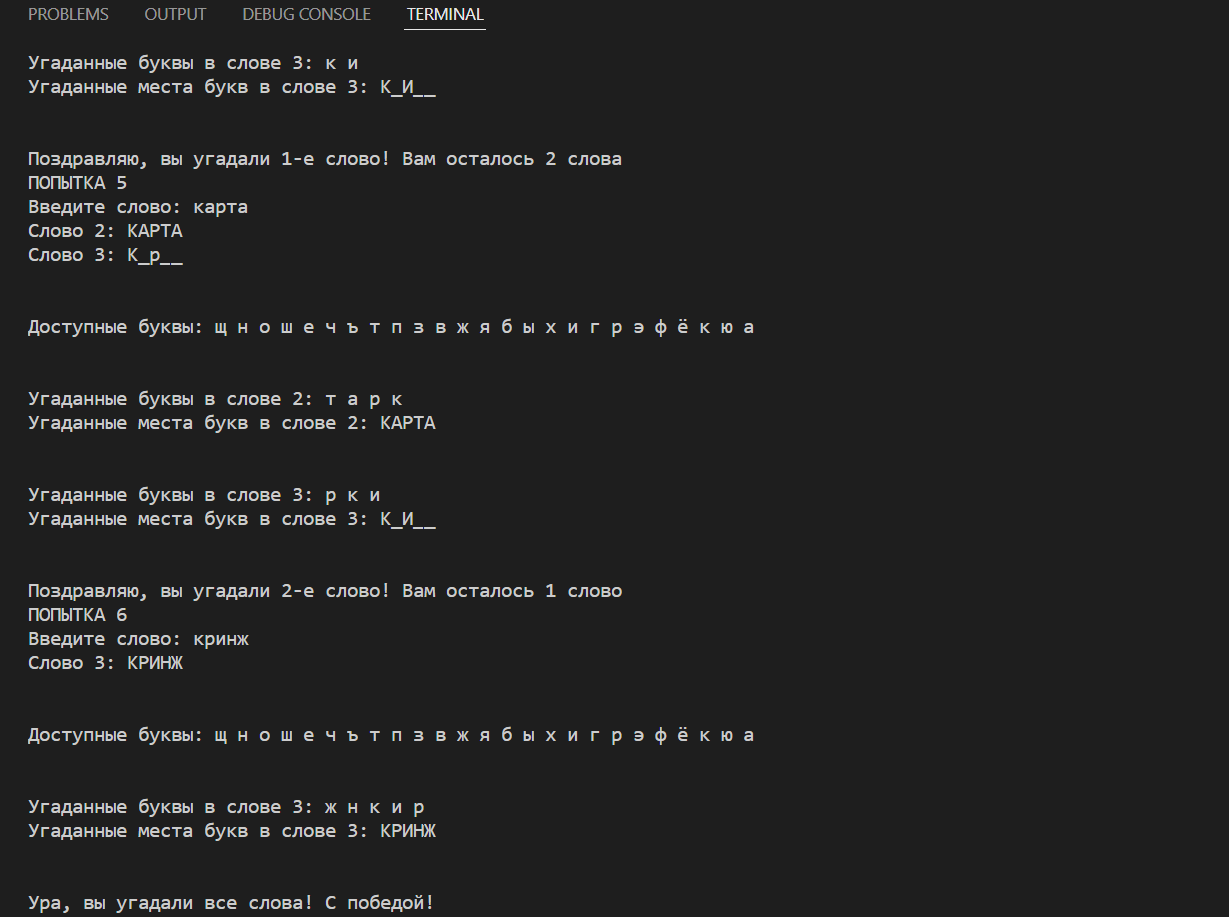 PROBLEMS OUTPUT DEBUG CONSOLE TERMINAL
Угаданные буквы в слове 3: к и
Угаданные места букв в слове 3: К_И__
Поздравляю, вы угадали 1-е слово! Вам осталось 2 слова
ПОПЫТКА 5
Введите слово: карта
Слово 2: КАРТА
Слово 3: К_р__
Доступные буквы: щ н о ш е ч ъ т п з в ж я б ы х и г р э ф ё к ю а
Угаданные буквы в слове 2: т а р к
Угаданные места букв в слове 2: КАРТА
Угаданные буквы в слове 3: р к и
Угаданные места букв в слове 3: К_И__
Поздравляю, вы угадали 2-е слово! Вам осталось 1 слово
ПОПЫТКА 6
Введите слово: кринж
Слово 3: КРИНЖ
Доступные буквы: щ н о ш е ч ъ т п з в ж я б ы х и г р э ф ё к ю а
Угаданные буквы в слове 3: ж н к и р
Угаданные места букв в слове 3: КРИНЖ
Ура, вы угадали все слова! С победой!